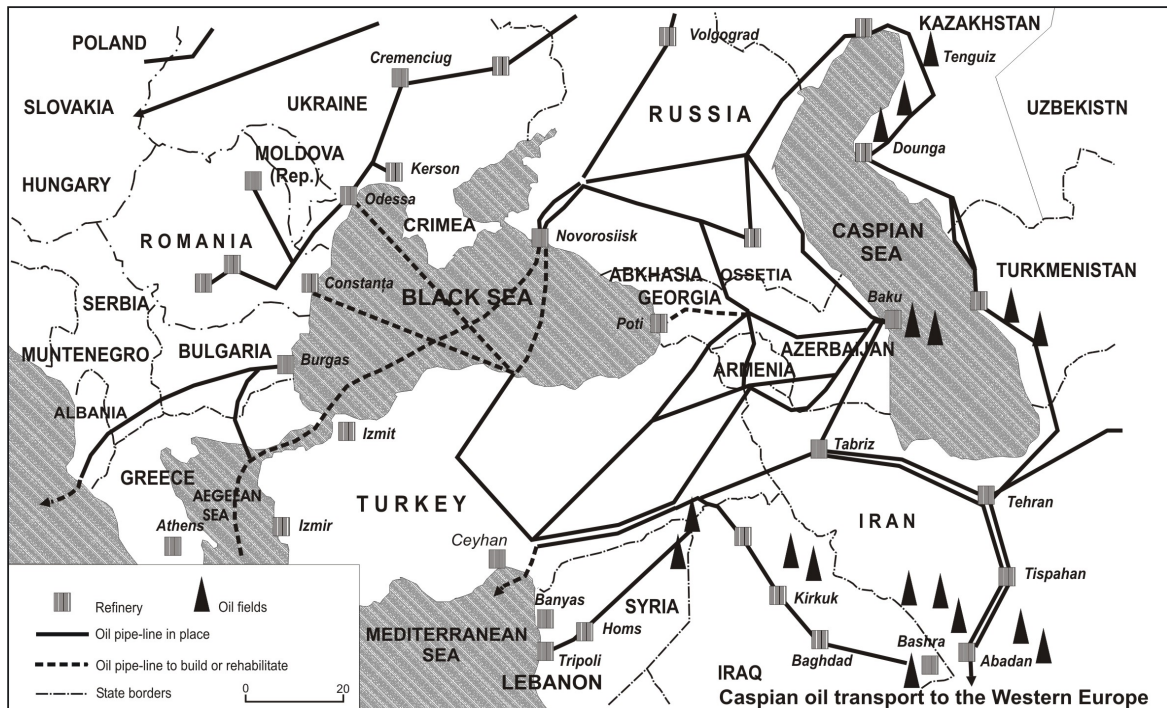 POLAND
SLOVAKIA
HUNGARY
UKRAINE
Cremenciug
MOLDOVA
(Rep.)
Kerson
Odessa
CRIMEA
ROMANIA
Constanta
SERBIA
MUNTENEGRO
BULGARIA
Burgas
ALBANIA
GREECE
AEGEEAN
SEA
Athens
Izmir
Izmit
BLACK SEA
Novorosiisk
Volgograd
RUSSIA
KAZAKHSTAN
Tenguiz
UZBEKISTN
Dounga
CASPIAN
SEA
TURKMENISTAN
ABKHASIA
OSSETIA
GEORGIA
Poti
Baku
AZERBAIJAN
ARMENIA
Tabriz
Tehran
TURKEY
IRAN
Ceyhan
Tispahan
Banyas
Homs
SYRIA
Kirkuk
MEDITERRANEAN
SEA
Tripoli
LEBANON
Baghdad
Bashra
Abadan
IRAQ
Refinery
Oil fields
Oil pipe-line in place
Oil pipe-line to build or rehabilitate
State borders
0 20
Caspian oil transport to the Western Europe